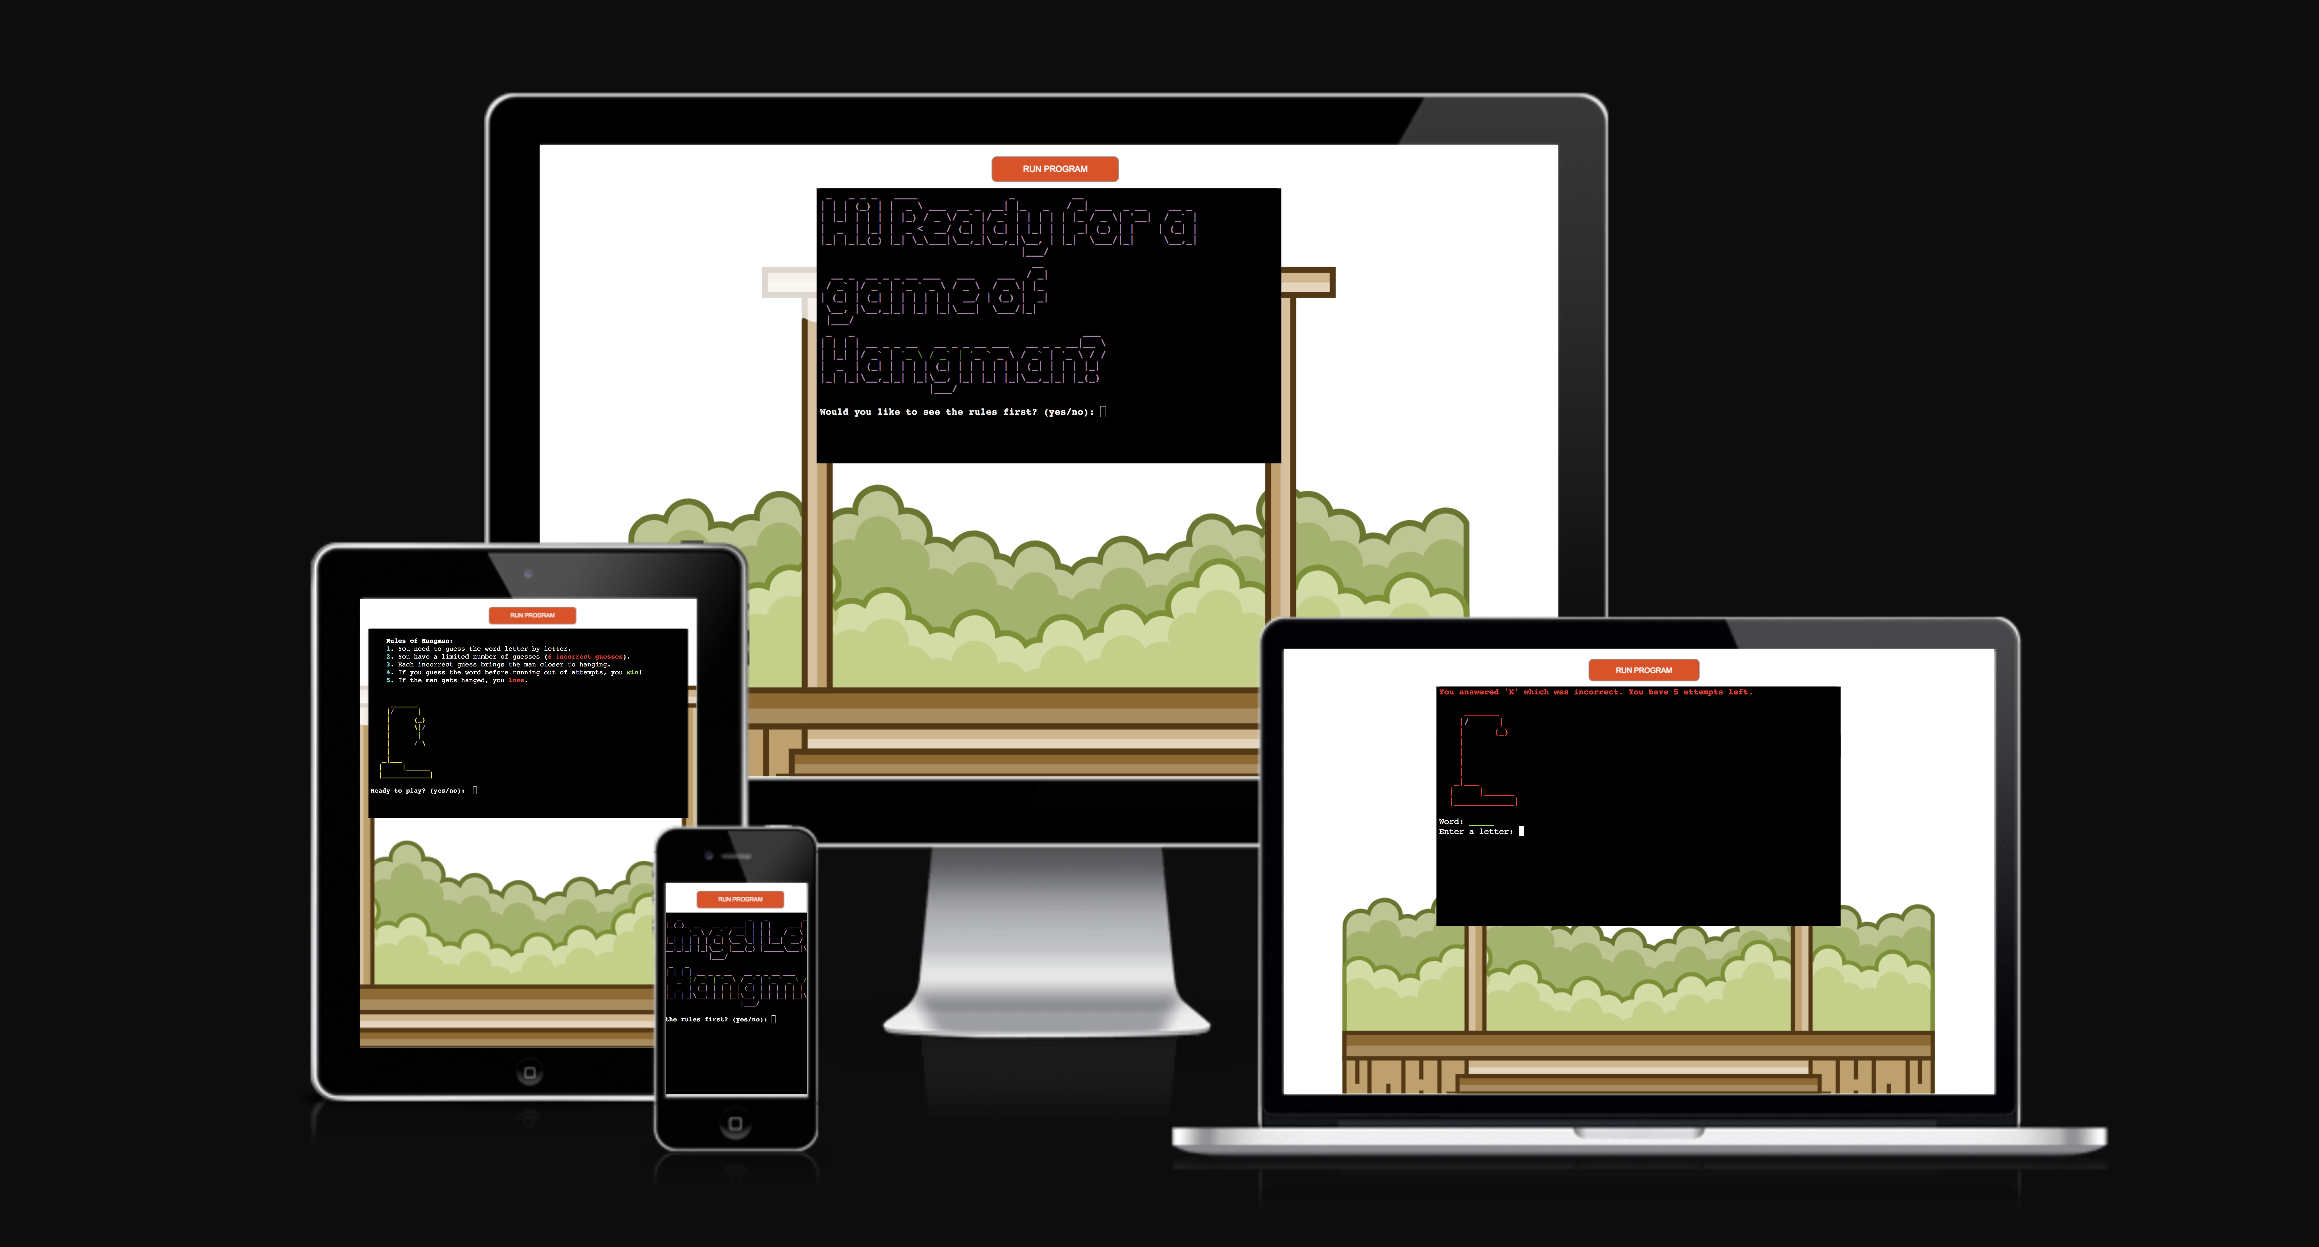 RUN PROGRAM
Hi! Ready for a
game of
Hangman?
Would you like to see the rules first? (yes/no):
RUN PROGRAM
Rules of Hangman:
1. You need to guess the word letter by letter.
2. You have a limited number of guesses (6 incorrect guesses).
3. Each incorrect guess brings the man closer to hanging.
4. If you guess the word before running out of attempts, you win!
5. If the man gets hanged, you lose.
Ready to play? (yes/no):
RUN PROGRAM
ings! Le
Hangm
the rules first? (yes/no):
RUN PROGRAM
You answered 'X' which was incorrect. You have 5 attempts left.
Word: _____
Enter a letter: